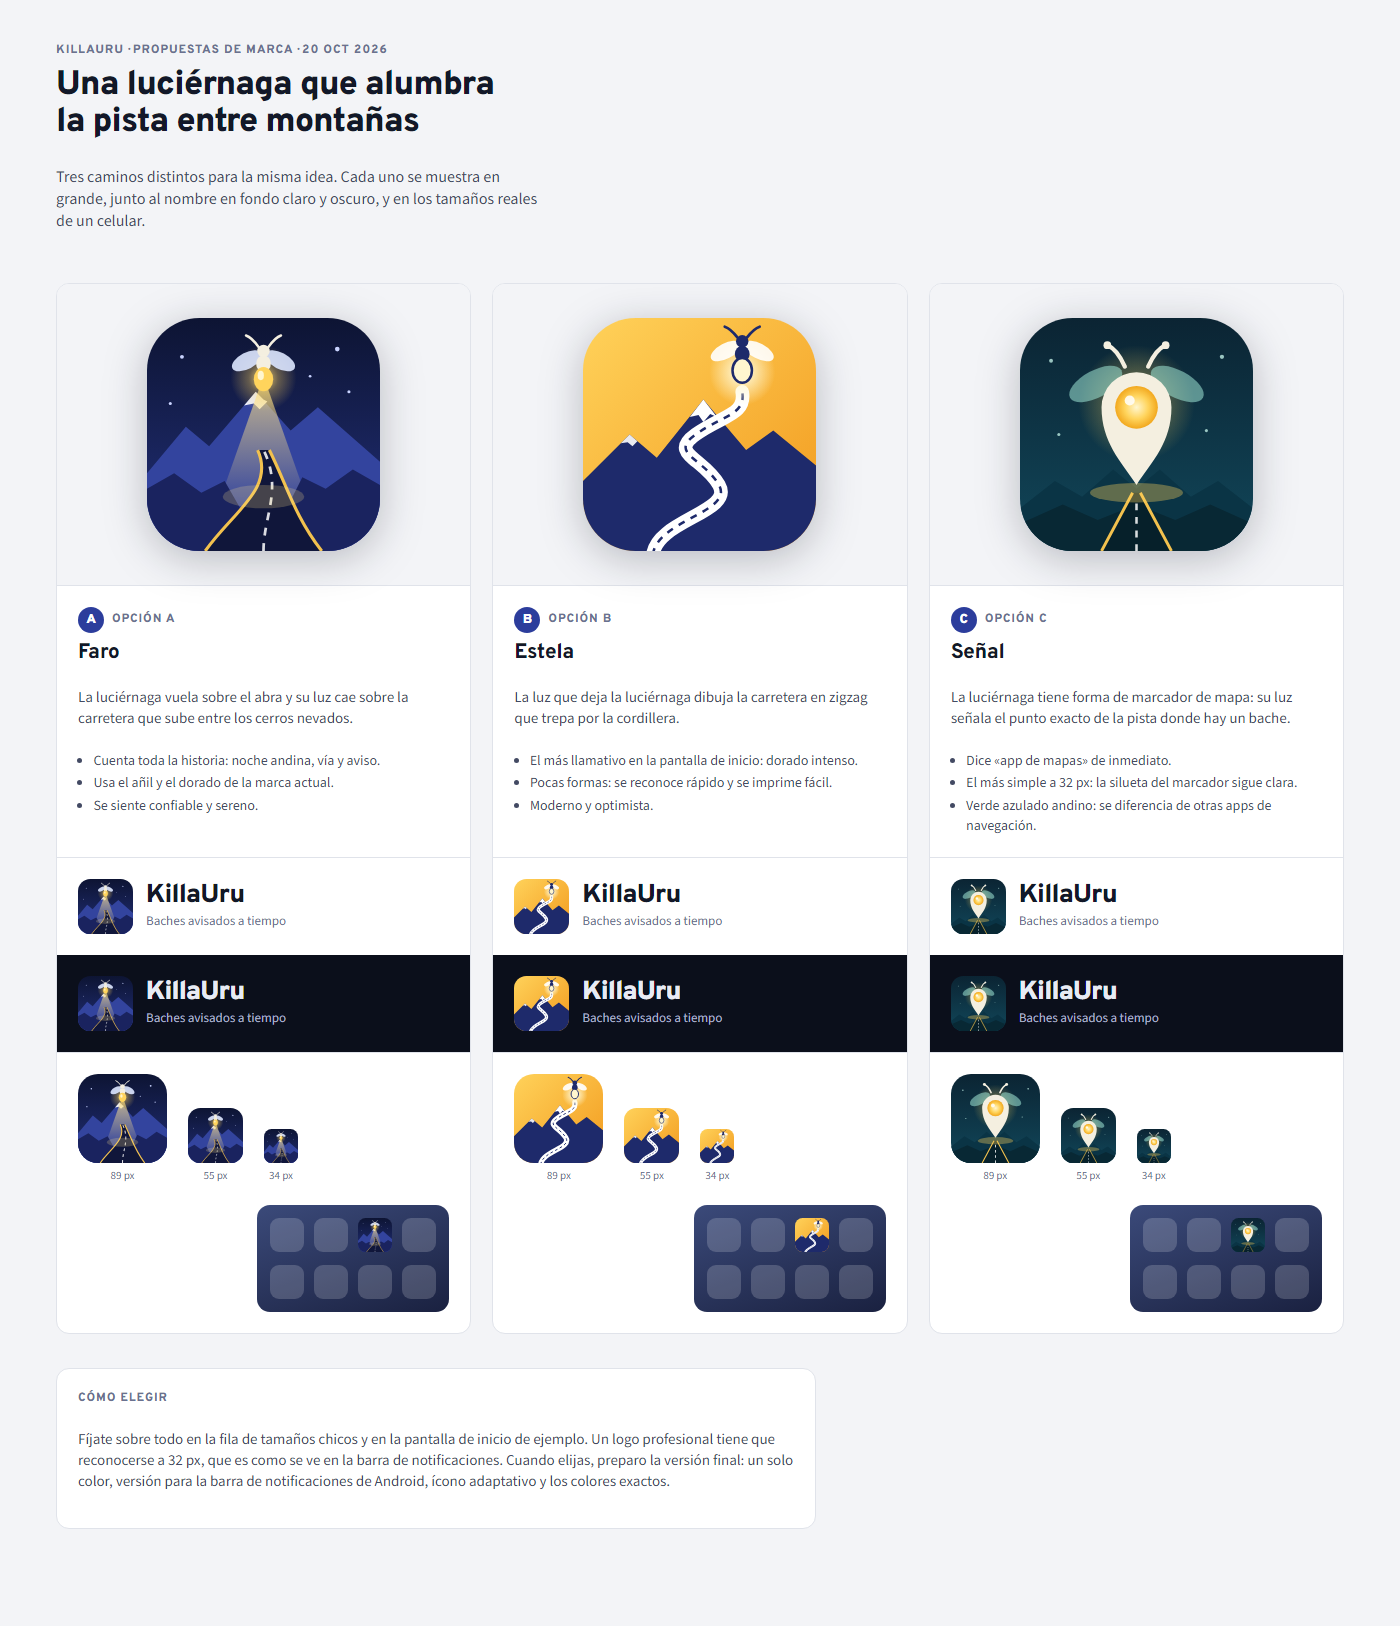 KILLAURU · PROPUESTAS DE MARCA · 20 OCT 2026
Una luciérnaga que alumbra
la pista entre montañas
Tres caminos distintos para la misma idea. Cada uno se muestra en
grande, junto al nombre en fondo claro y oscuro, y en los tamaños reales
de un celular.
A OPCIÓN A
Faro
La luciérnaga vuela sobre el abra y su luz cae sobre la
carretera que sube entre los cerros nevados.
Cuenta toda la historia: noche andina, vía y aviso.
Usa el añil y el dorado de la marca actual.
Se siente confiable y sereno.
KillaUru
Baches avisados a tiempo
KillaUru
Baches avisados a tiempo
89 px 55 px 34 px
B OPCIÓN B
Estela
La luz que deja la luciérnaga dibuja la carretera en zigzag
que trepa por la cordillera.
El más llamativo en la pantalla de inicio: dorado intenso.
Pocas formas: se reconoce rápido y se imprime fácil.
Moderno y optimista.
KillaUru
Baches avisados a tiempo
KillaUru
Baches avisados a tiempo
89 px 55 px 34 px
C OPCIÓN C
Señal
La luciérnaga tiene forma de marcador de mapa: su luz
señala el punto exacto de la pista donde hay un bache.
Dice «app de mapas» de inmediato.
El más simple a 32 px: la silueta del marcador sigue clara.
Verde azulado andino: se diferencia de otras apps de
navegación.
KillaUru
Baches avisados a tiempo
KillaUru
Baches avisados a tiempo
89 px 55 px 34 px
CÓMO ELEGIR
Fíjate sobre todo en la fila de tamaños chicos y en la pantalla de inicio de ejemplo. Un logo profesional tiene que
reconocerse a 32 px, que es como se ve en la barra de notificaciones. Cuando elijas, preparo la versión final: un solo
color, versión para la barra de notificaciones de Android, ícono adaptativo y los colores exactos.